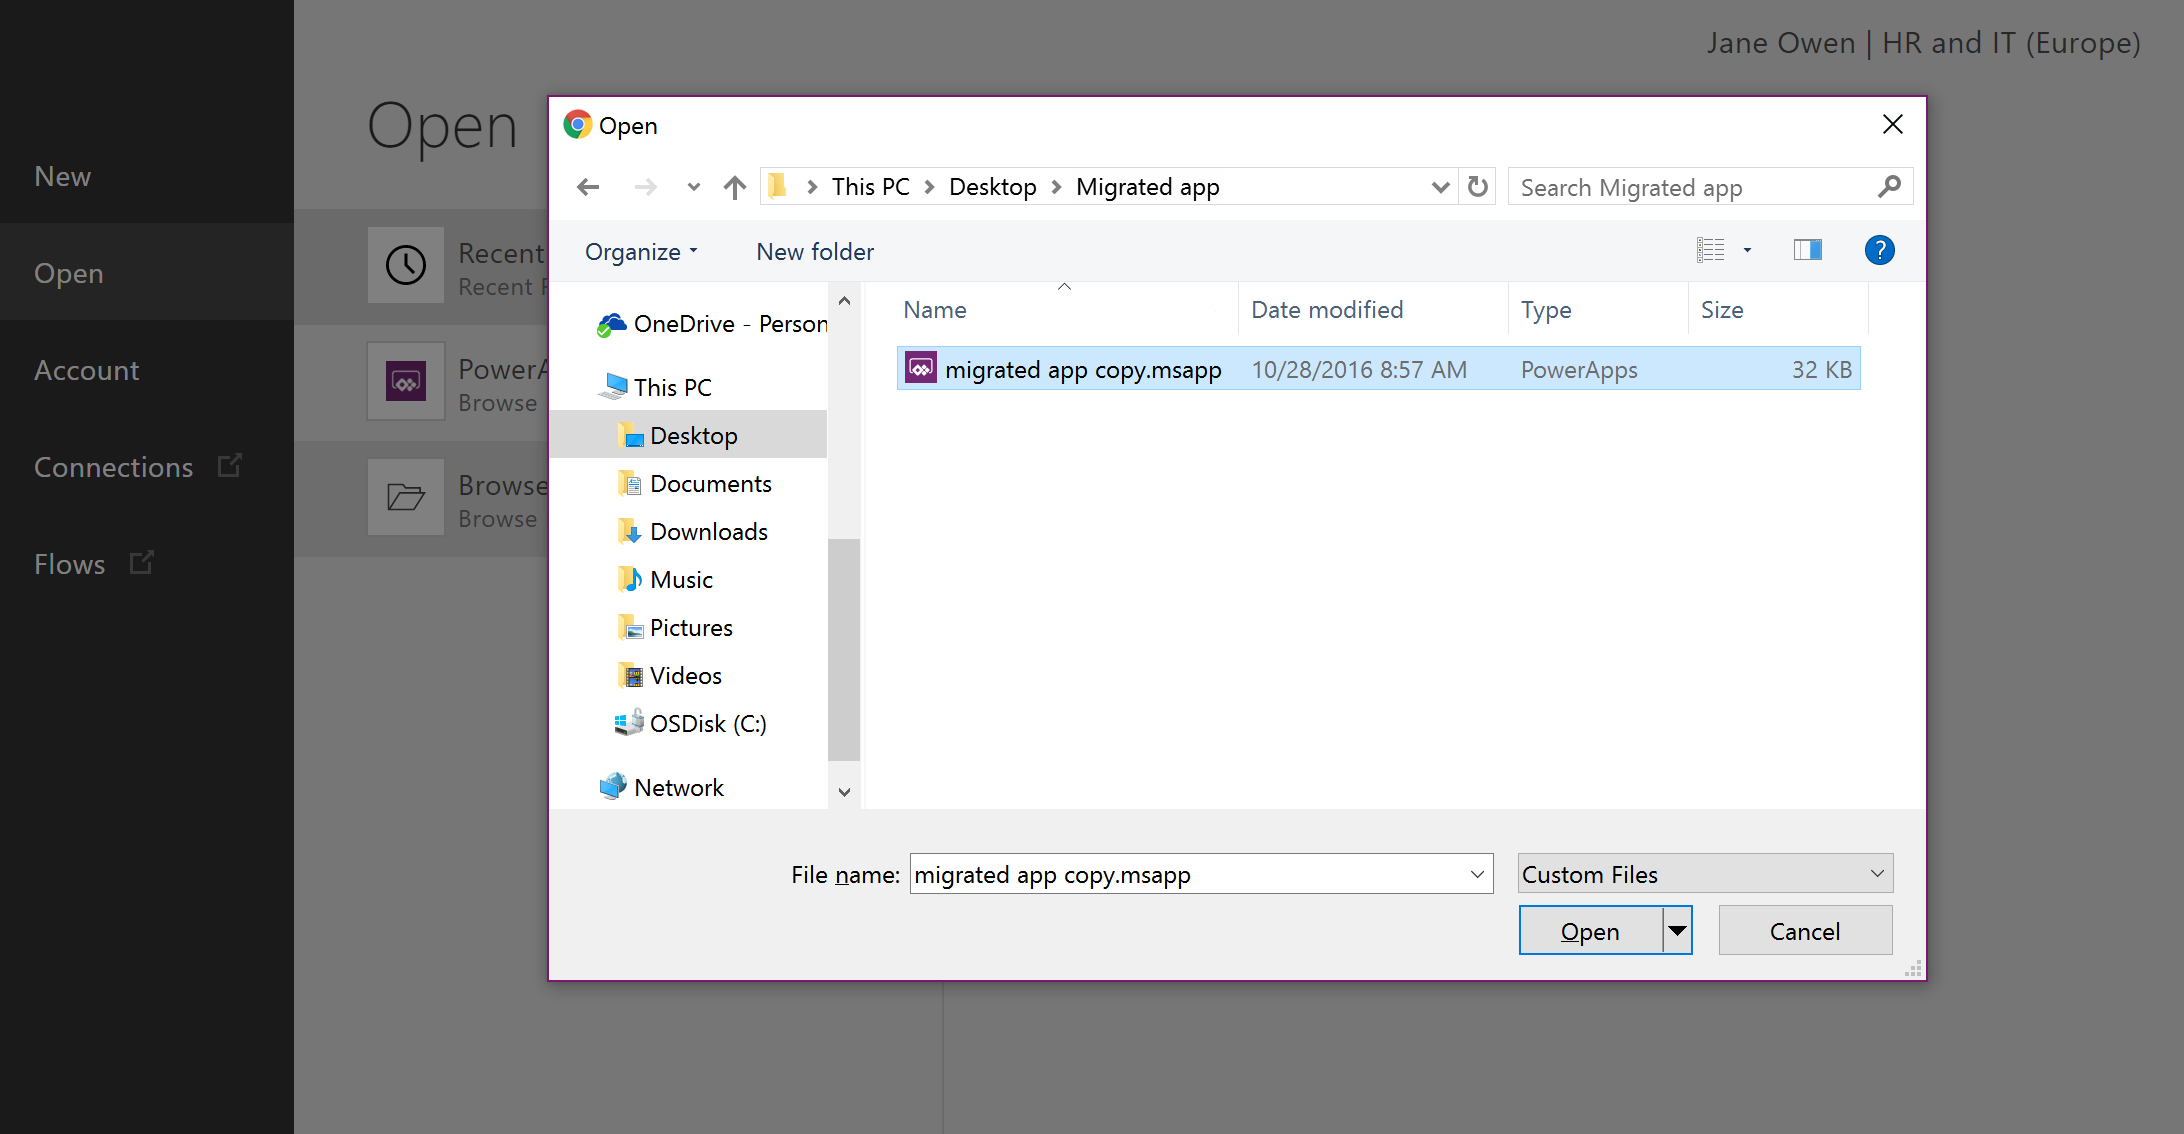 Jane Owen | HR and IT (Europe)
New
Open
Account
Connections
Flows
Open
Recent
Recent
PowerA
Browse
Browse
Browse
Open
This PC > Desktop > Migrated app
Search Migrated app
Organize
New folder
?
OneDrive - Person
This PC
Desktop
Documents
Downloads
Music
Pictures
Videos
OSDisk (C:)
Network
Name Date modified Type Size
migrated app copy.msapp 10/28/2016 8:57 AM PowerApps 32 KB
File name: migrated app copy.msapp
Custom Files
Open
Cancel